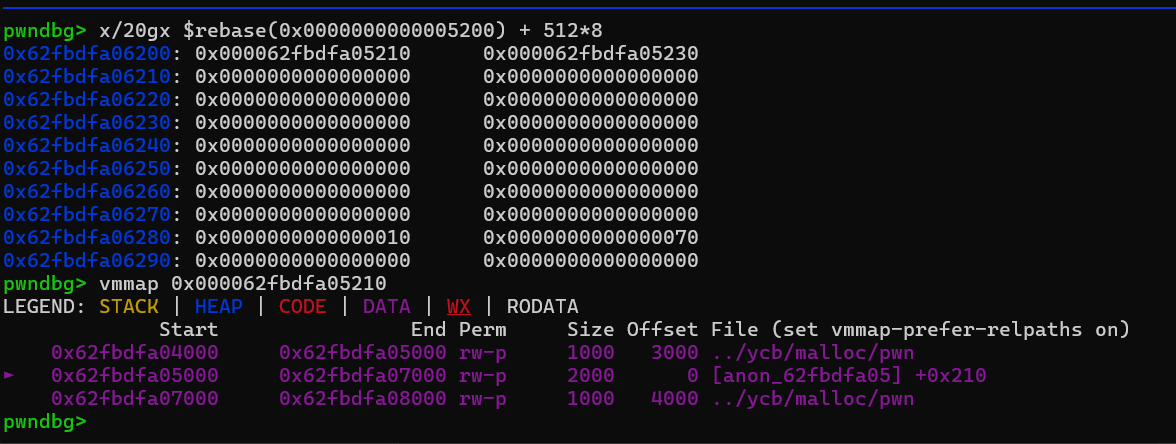 pwndbg> x/20gx $rebase(0x0000000000005200) + 512*8
0x62fbdfa06200: 0x000062fbdfa05210 0x000062fbdfa05230
0x62fbdfa06210: 0x0000000000000000 0x0000000000000000
0x62fbdfa06220: 0x0000000000000000 0x0000000000000000
0x62fbdfa06230: 0x0000000000000000 0x0000000000000000
0x62fbdfa06240: 0x0000000000000000 0x0000000000000000
0x62fbdfa06250: 0x0000000000000000 0x0000000000000000
0x62fbdfa06260: 0x0000000000000000 0x0000000000000000
0x62fbdfa06270: 0x0000000000000000 0x0000000000000000
0x62fbdfa06280: 0x0000000000000010 0x0000000000000070
0x62fbdfa06290: 0x0000000000000000 0x0000000000000000
pwndbg> vmmap 0x000062fbdfa05210
LEGEND: STACK | HEAP | CODE | DATA | WX | RODATA
Start End Perm Size Offset File (set vmmap-prefer-relpaths on)
0x62fbdfa04000 0x62fbdfa05000 rw-p 1000 3000 ../ycb/malloc/pwn
► 0x62fbdfa05000 0x62fbdfa07000 rw-p 2000 0 [anon_62fbdfa05] +0x210
0x62fbdfa07000 0x62fbdfa08000 rw-p 1000 4000 ../ycb/malloc/pwn
pwndbg>